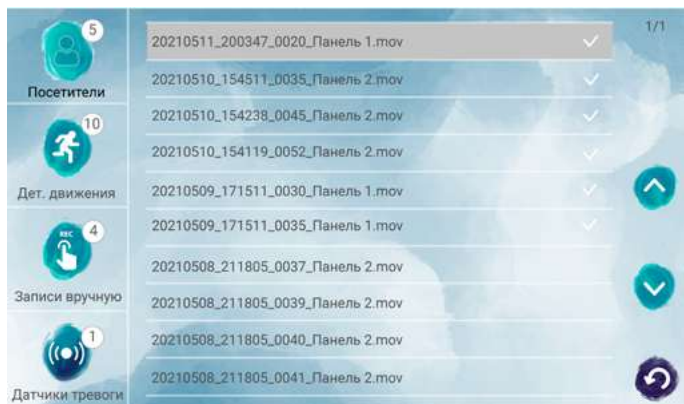 5
Посетители
10
Дет. движения
REC
4
Записи вручную
1
Датчики тревоги
20210511_200347_0020_Панель 1.mov
20210510_154511_0035_Панель 2.mov
20210510_154238_0045_Панель 2.mov
20210510_154119_0052_Панель 2.mov
20210509_171511_0030_Панель 1.mov
20210509_171511_0035_Панель 1.mov
20210508_211805_0037_Панель 2.mov
20210508_211805_0039_Панель 2.mov
20210508_211805_0040_Панель 2.mov
20210508_211805_0041_Панель 2.mov
1/1